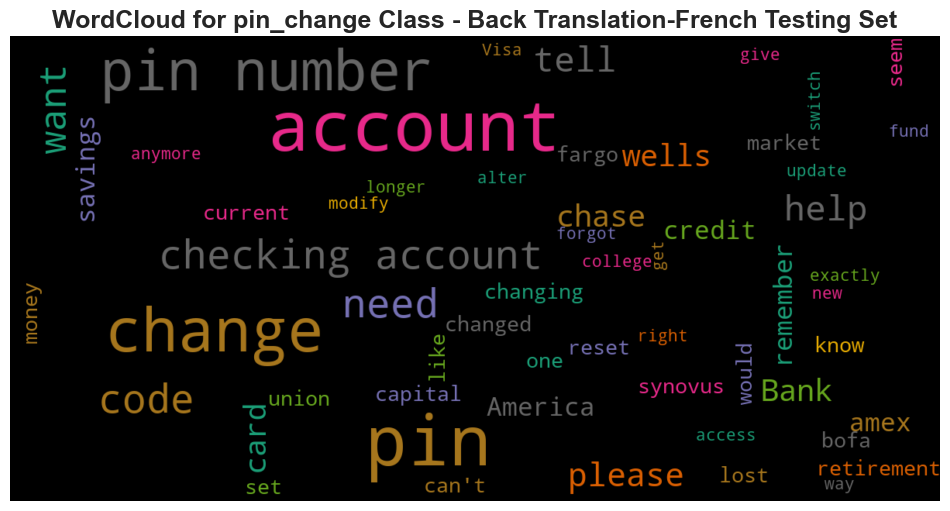 WordCloud for pin_change Class - Back Translation-French Testing Set
pin number
Visa
tell
give
seem
want
switch
account
fund
savings
anymore
fargo
wells
market
update
longer
alter
modify
current
chase
help
forgot
credit
checking account
get
college
remember
exactly
new
changing
need
money
change
changed
like
right
one
reset
would
know
synovus
code
union
capital
America
Bank
card
pin
amex
access
bofa
please
lost
retirement
way
set
can't